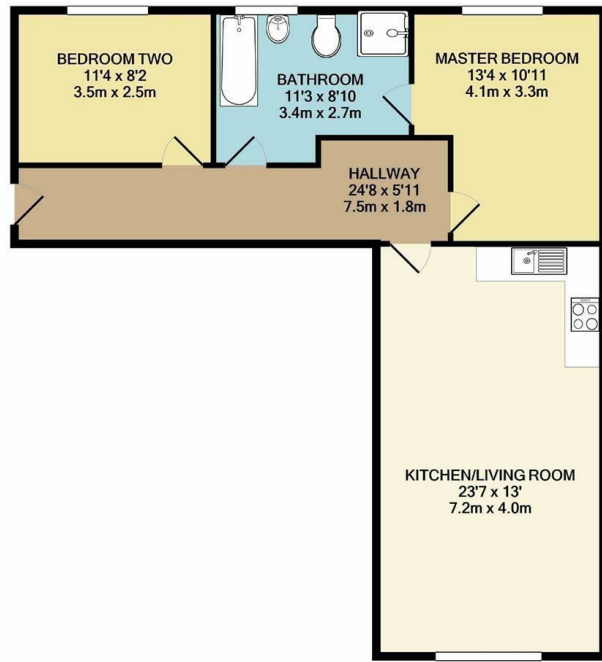 BEDROOM TWO
11'4 x 8'2
3.5m x 2.5m
BATHROOM
11'3 x 8'10
3.4m x 2.7m
MASTER BEDROOM
13'4 x 10'11
4.1m x 3.3m
HALLWAY
24'8 x 5'11
7.5m x 1.8m
KITCHEN/LIVING ROOM
23'7 x 13'
7.2m x 4.0m